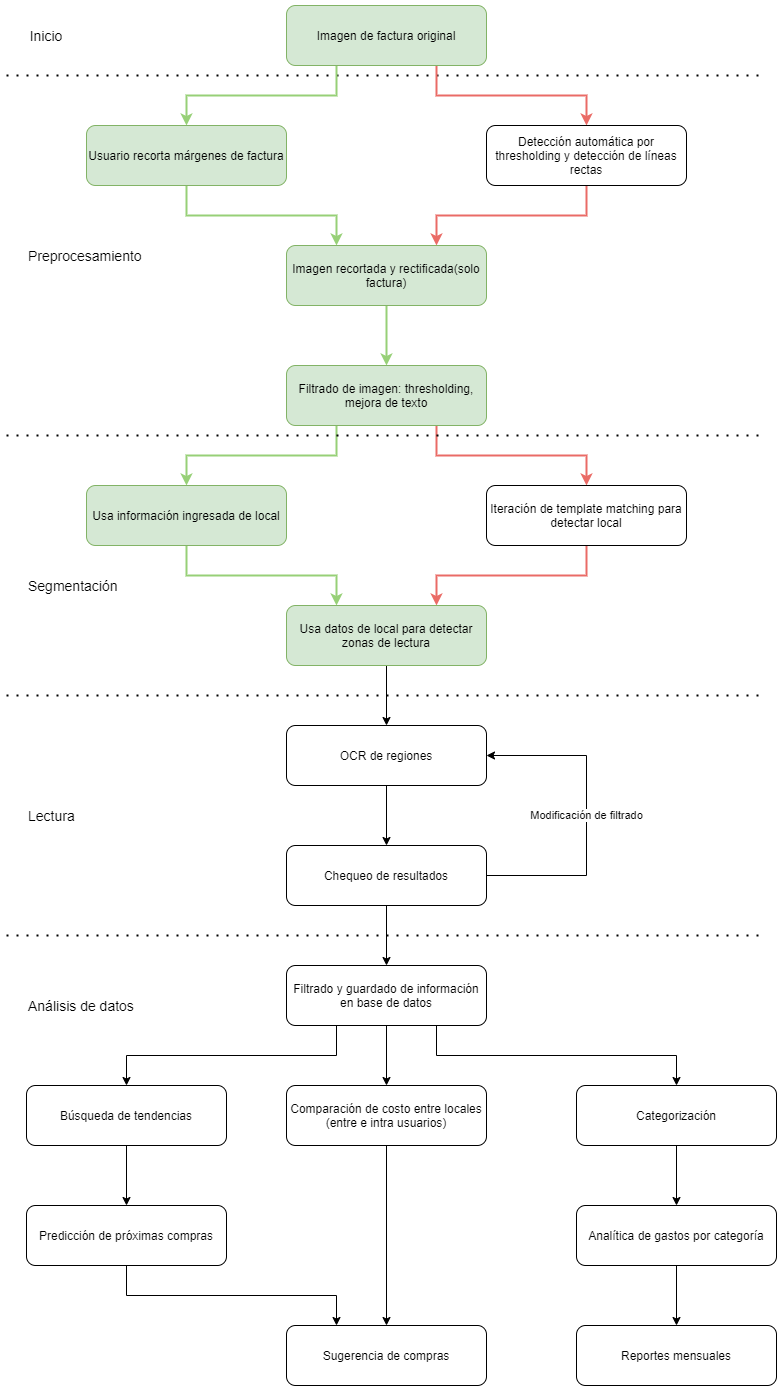 Inicio
Imagen de factura original
Usuario recorta márgenes de factura
Detección automática por
thresholding y detección de líneas
rectas
Preprocesamiento
Imagen recortada y rectificada(solo
factura)
Filtrado de imagen: thresholding,
mejora de texto
Usa información ingresada de local
Iteración de template matching para
detectar local
Segmentación
Usa datos de local para detectar
zonas de lectura
OCR de regiones
Modificación de filtrado
Lectura
Chequeo de resultados
Análisis de datos
Filtrado y guardado de información
en base de datos
Búsqueda de tendencias
Comparación de costo entre locales
(entre e intra usuarios)
Categorización
Predicción de próximas compras
Analítica de gastos por categoría
Sugerencia de compras
Reportes mensuales